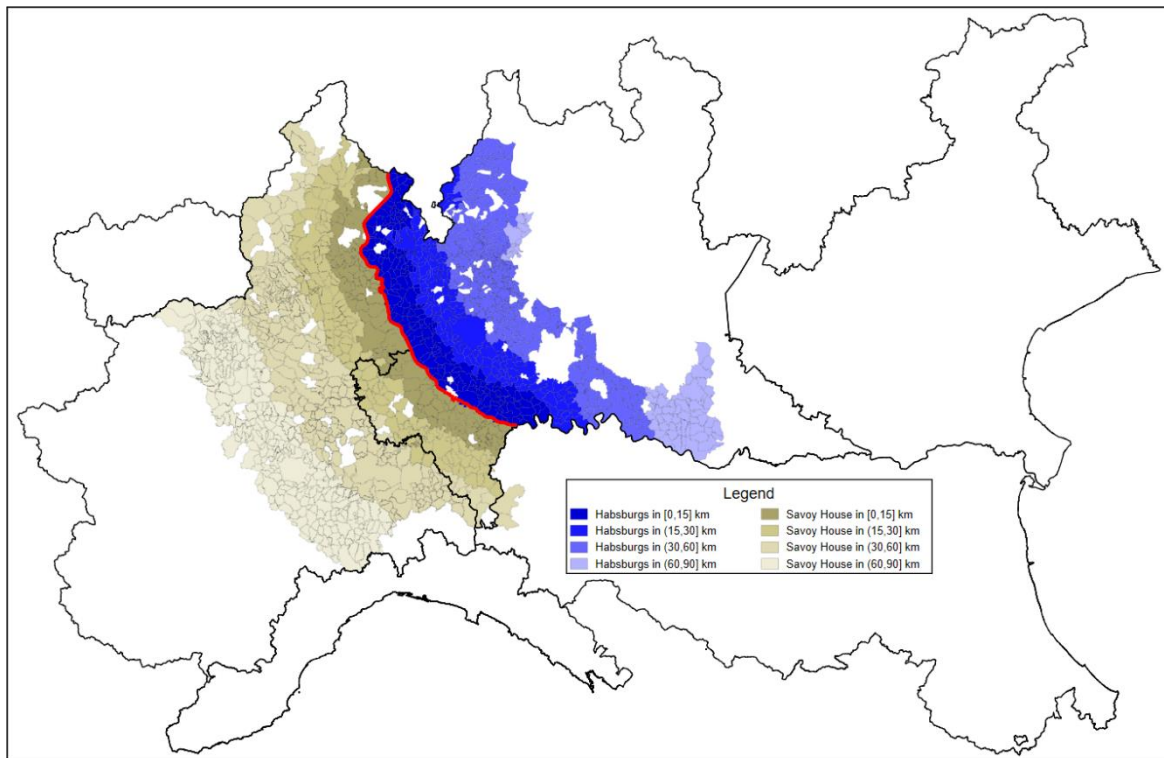 Legend
Habsburgs in [0,15] km
Savoy House in [0,15] km
Habsburgs in (15,30] km
Savoy House in (15,30] km
Habsburgs in (30,60] km
Savoy House in (30,60] km
Habsburgs in (60,90] km
Savoy House in (60,90] km